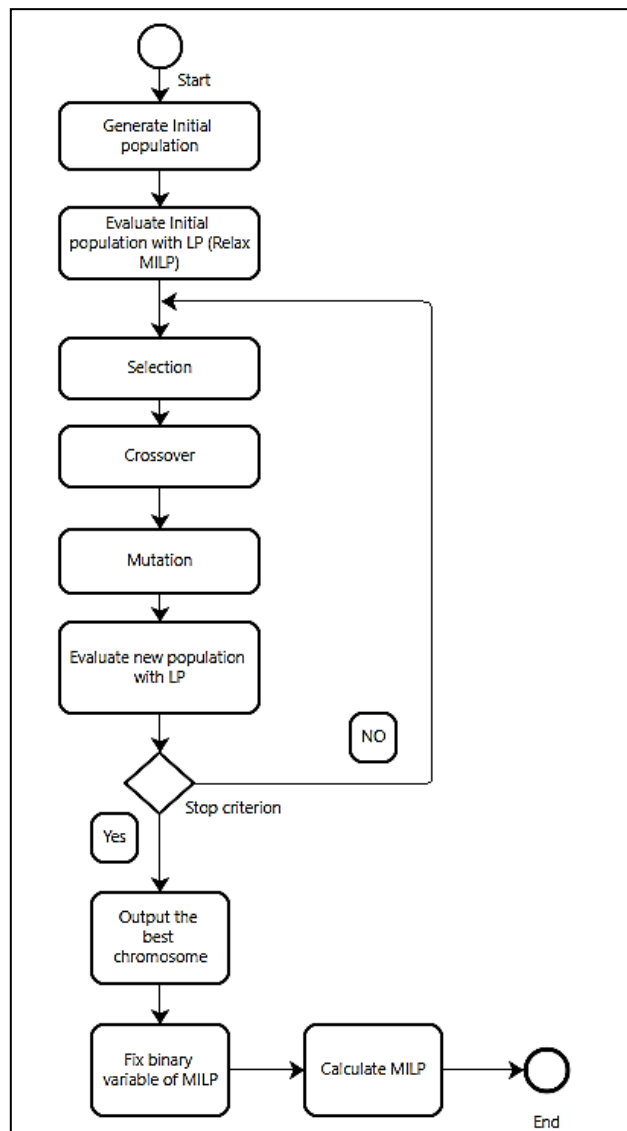 Start
Generate Initial
population
Evaluate Initial
population with LP (Relax
MILP)
Selection
Crossover
Mutation
Evaluate new population
with LP
NO
Stop criterion
Yes
Output the
best
chromosome
Fix binary
variable of MILP
Calculate MILP
End